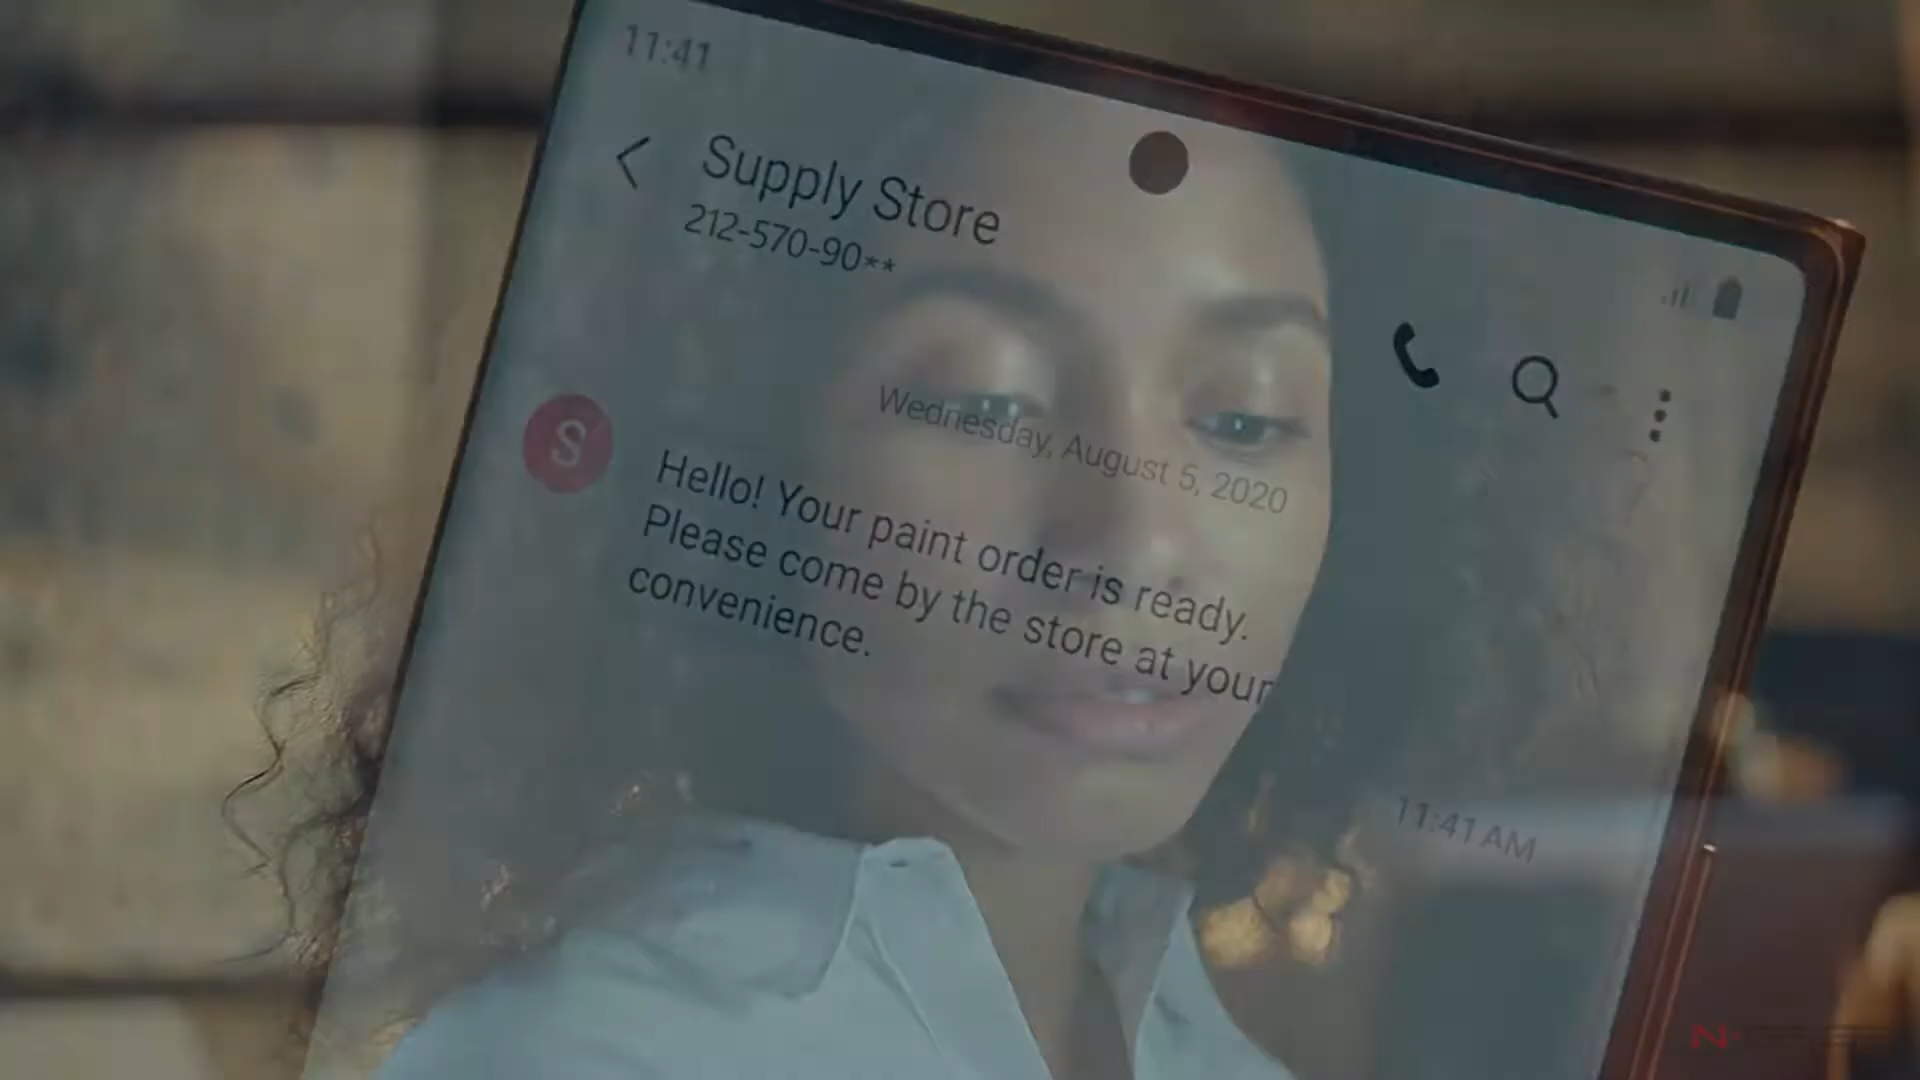 11:41
Supply Store
212-570-90**
Wednesday, August 5, 2020
S
Hello! Your paint order is ready.
Please come by the store at your
convenience.
11:41 AM